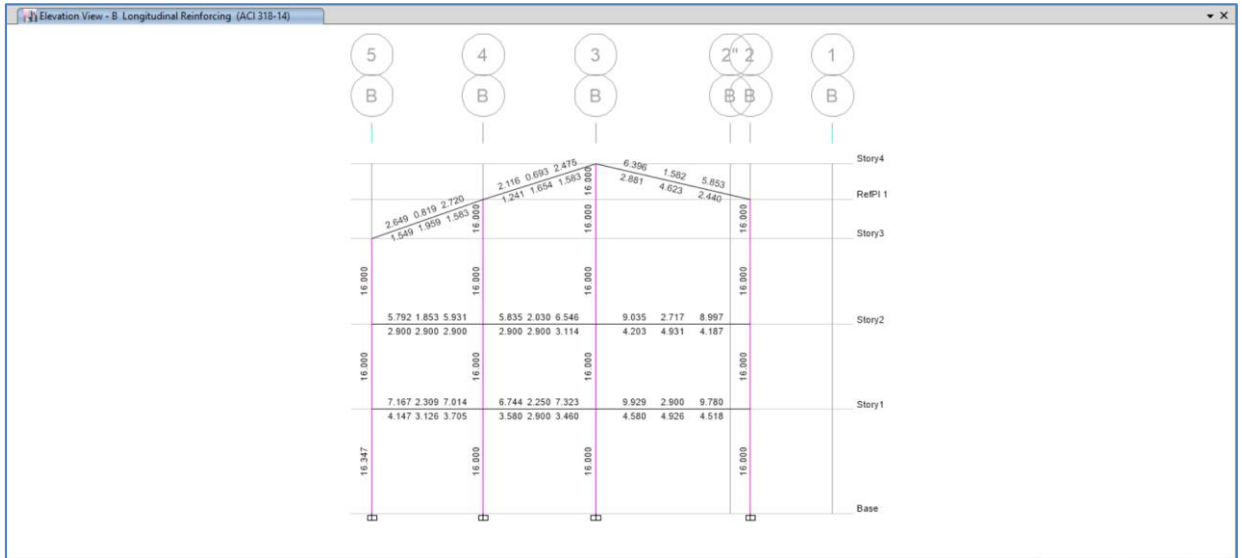 Elevation View - B Longitudinal Reinforcing (ACI 318-14)
5 4 3 2" 2 1
B B B B B B
Story4
2.116 0.693 2.475
6.396 1.582 5.853
1.241 1.654 1.583
2.881 4.623 2.440
16.000
RefPl 1
2.649 0.819 2.720
1.549 1.959 1.583
16.000 16.000 16.000
Story3
16.000 16.000 16.000 16.000
5.792 1.853 5.931 5.835 2.030 6.546 9.035 2.717 8.997
Story2
2.900 2.900 2.900 2.900 2.900 3.114 4.203 4.931 4.187
16.000 16.000 16.000 16.000
7.167 2.309 7.014 6.744 2.250 7.323 9.929 2.900 9.780
Story1
4.147 3.126 3.705 3.580 2.900 3.460 4.580 4.926 4.518
16.347 16.000 16.000 16.000
Base